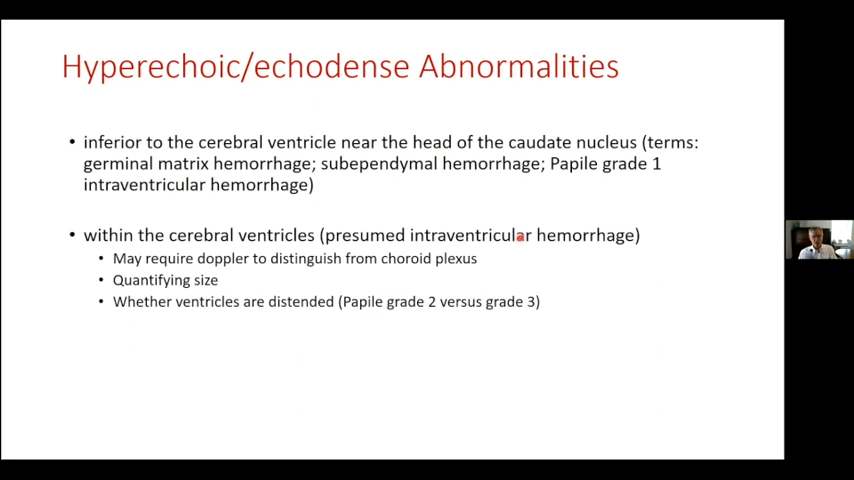 Hyperechoic/echodense Abnormalities
• inferior to the cerebral ventricle near the head of the caudate nucleus (terms:
germinal matrix hemorrhage; subependymal hemorrhage; Papile grade 1
intraventricular hemorrhage)
• within the cerebral ventricles (presumed intraventricular hemorrhage)
• May require doppler to distinguish from choroid plexus
• Quantifying size
• Whether ventricles are distended (Papile grade 2 versus grade 3)